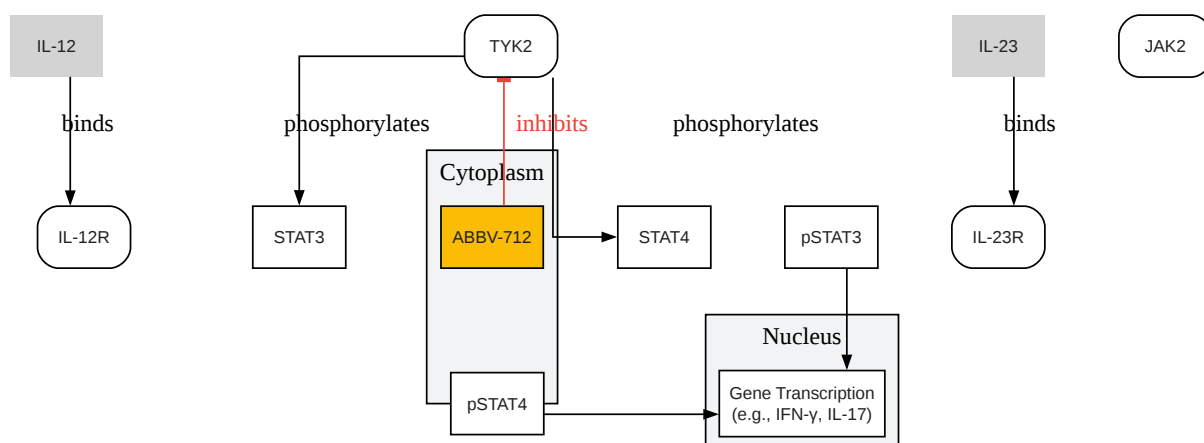 IL-12
TYK2
IL-23
JAK2
binds
phosphorylates
inhibits
phosphorylates
binds
Cytoplasm
IL-12R
STAT3
ABBV-712
STAT4
pSTAT3
IL-23R
Nucleus
pSTAT4
Gene Transcription
(e.g., IFN-γ, IL-17)